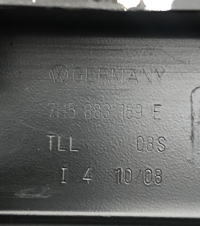 GERMANY
7H5 883 169 E
TLL 08S
I 4 10/08